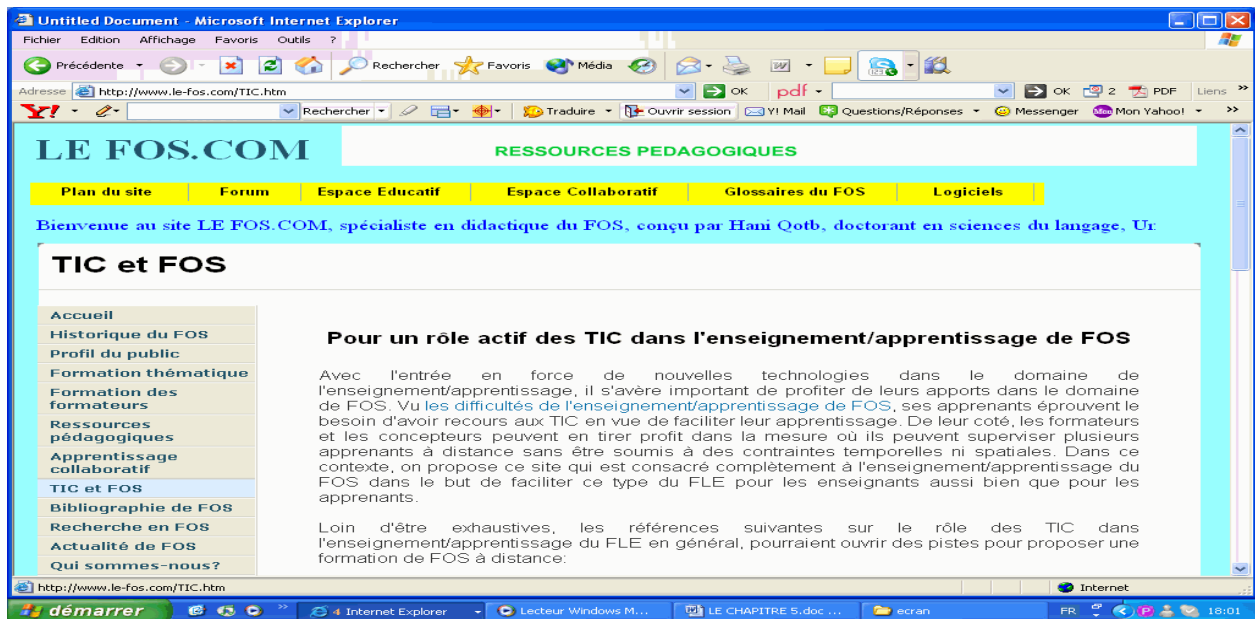 Untitled Document - Microsoft Internet Explorer
Fichier Edition Affichage Favoris Outils ?
Précédente Rechercher Favoris Média
Adresse http://www.le-fos.com/TIC.htm OK pdf OK 2 PDF Liens »
Y! Rechercher Traduire Ouvrir session Y! Mail Questions/Réponses Messenger Mon Yahoo! »
LE FOS.COM RESSOURCES PEDAGOGIQUES
Plan du site Forum Espace Educatif Espace Collaboratif Glossaires du FOS Logiciels
Bienvenue au site LE FOS.COM, spécialiste en didactique du FOS, conçu par Hani Qotb, doctorant en sciences du langage,
TIC et FOS
Accueil
Historique du FOS
Profil du public
Formation thématique
Formation des
formateurs
Ressources
pédagogiques
Apprentissage
collaboratif
TIC et FOS
Bibliographie de FOS
Recherche en FOS
Actualité de FOS
Qui sommes-nous?
Pour un rôle actif des TIC dans l'enseignement/apprentissage de FOS
Avec l'entrée en force de nouvelles technologies dans le domaine de
l'enseignement/apprentissage, il s'avère important de profiter de leurs apports dans le domaine
de FOS. Vu les difficultés de l'enseignement/apprentissage de FOS, ses apprenants éprouvent le
besoin d'avoir recours aux TIC en vue de faciliter leur apprentissage. De leur coté, les formateurs
et les concepteurs peuvent en tirer profit dans la mesure où ils peuvent superviser plusieurs
apprenants à distance sans être soumis à des contraintes temporelles ni spatiales. Dans ce
contexte, on propose ce site qui est consacré complètement à l'enseignement/apprentissage du
FOS dans le but de faciliter ce type du FLE pour les enseignants aussi bien que pour les
apprenants.
Loin d'être exhaustives, les références suivantes sur le rôle des TIC dans
l'enseignement/apprentissage du FLE en général, pourraient ouvrir des pistes pour proposer une
formation de FOS à distance:
http://www.le-fos.com/TIC.htm Internet
démarrer » 4 Internet Explorer Lecteur Windows M... LE CHAPITRE 5.doc ... ecran FR 18:01